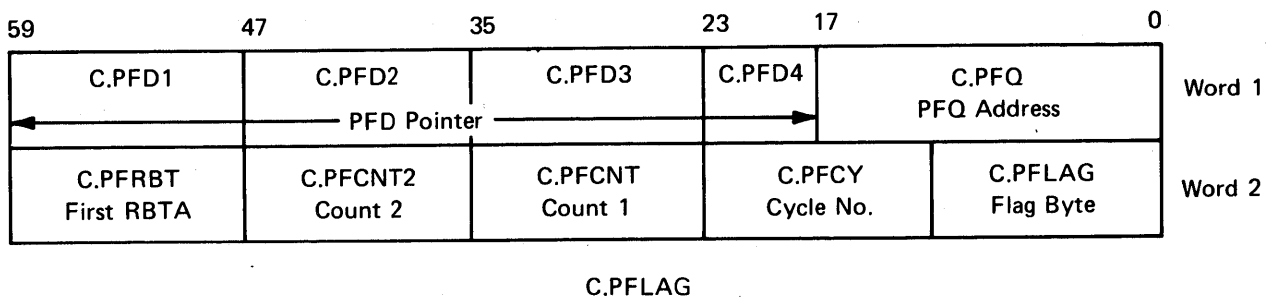 59 47 35 23 17 0
C.PFD1 C.PFD2 C.PFD3 C.PFD4 C.PFQ
PFQ Address
Word 1
PFD Pointer
C.PFRBT C.PFCNT2 C.PFCNT C.PFCY C.PFLAG
First RBTA Count 2 Count 1 Cycle No. Flag Byte
Word 2
C.PFLAG